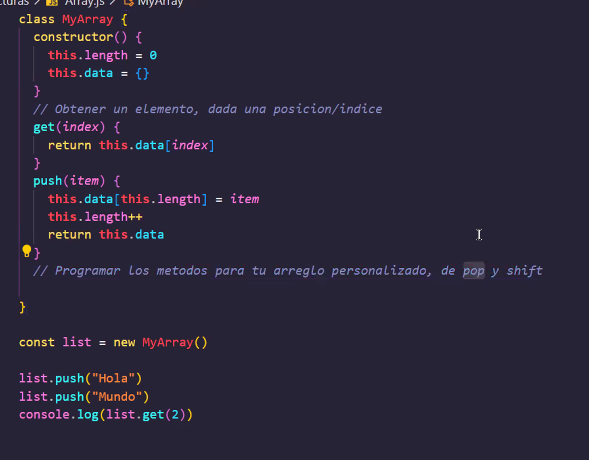 Array.js > MyArray
class MyArray {
  constructor() {
    this.length = 0
    this.data = {}
  }
  // Obtener un elemento, dada una posicion/indice
  get(index) {
    return this.data[index]
  }
  push(item) {
    this.data[this.length] = item
    this.length++
    return this.data
  }
  // Programar los metodos para tu arreglo personalizado, de pop y shift
}
const list = new MyArray()
list.push("Hola")
list.push("Mundo")
console.log(list.get(2))